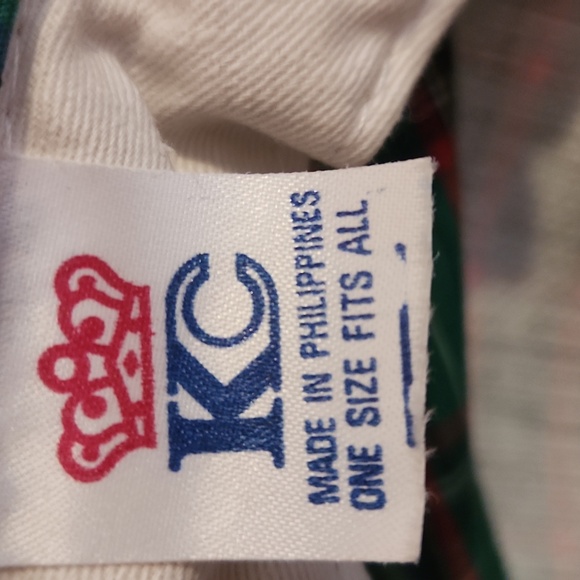 KC
MADE IN PHILIPPINES
ONE SIZE FITS ALL